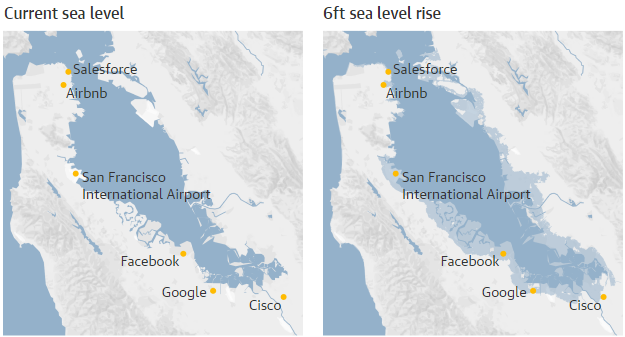 Current sea level
Salesforce
Airbnb
San Francisco
International Airport
Facebook
Google
Cisco
6ft sea level rise
Salesforce
Airbnb
San Francisco
International Airport
Facebook
Google
Cisco